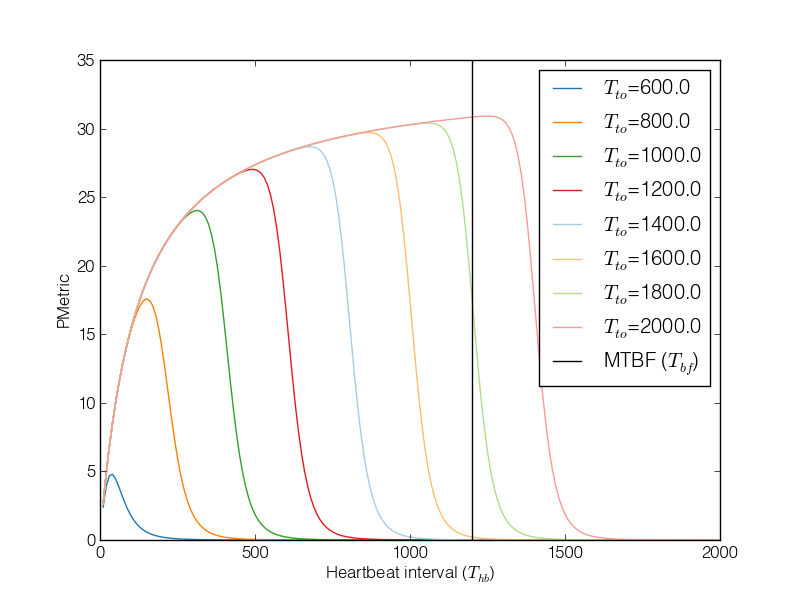 35
30
25
20
15
10
5
0
PMetric
0 500 1000 1500 2000
Heartbeat interval (T_hb)
T_to=600.0
T_to=800.0
T_to=1000.0
T_to=1200.0
T_to=1400.0
T_to=1600.0
T_to=1800.0
T_to=2000.0
MTBF (T_bf)